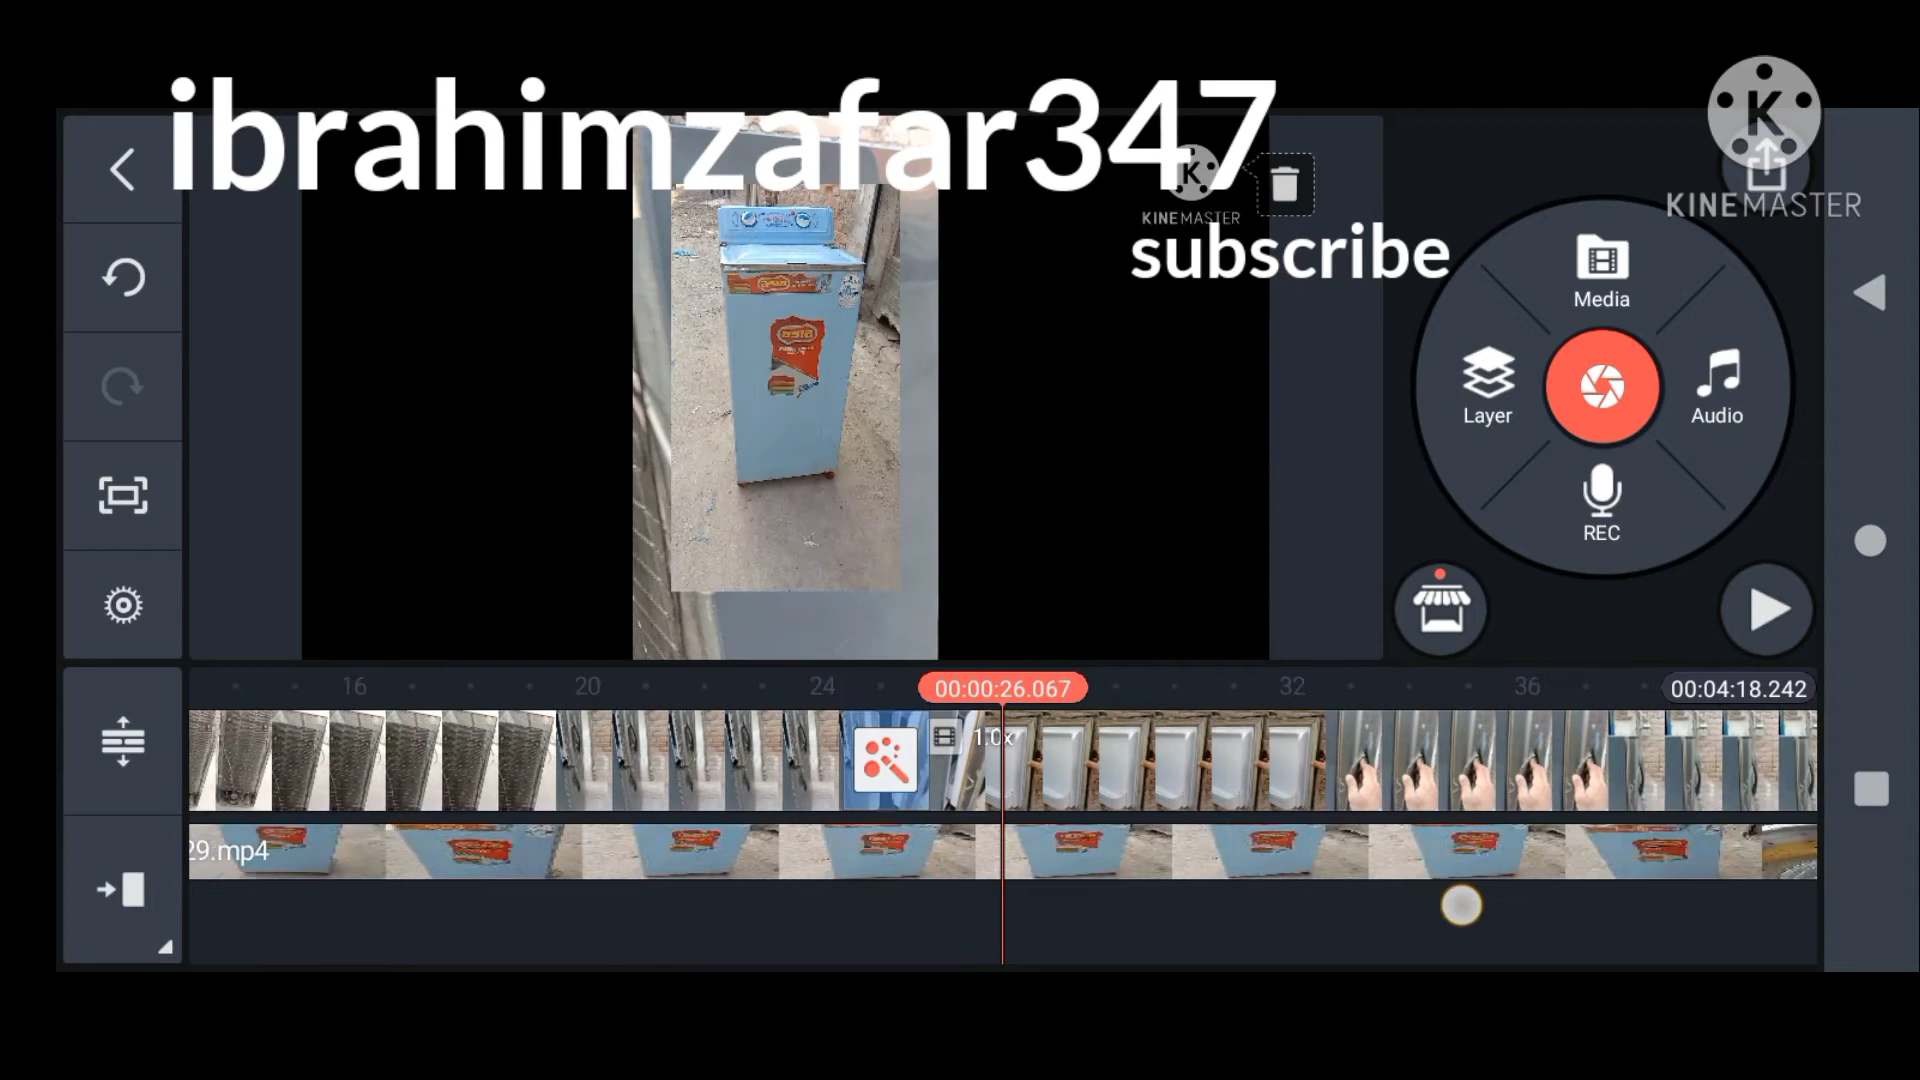 ibrahimzafar347
KINEMASTER
KINEMASTER
subscribe
Media
Layer
Audio
REC
16
20
24
00:00:26.067
32
36
00:04:18.242
1.0x
29.mp4